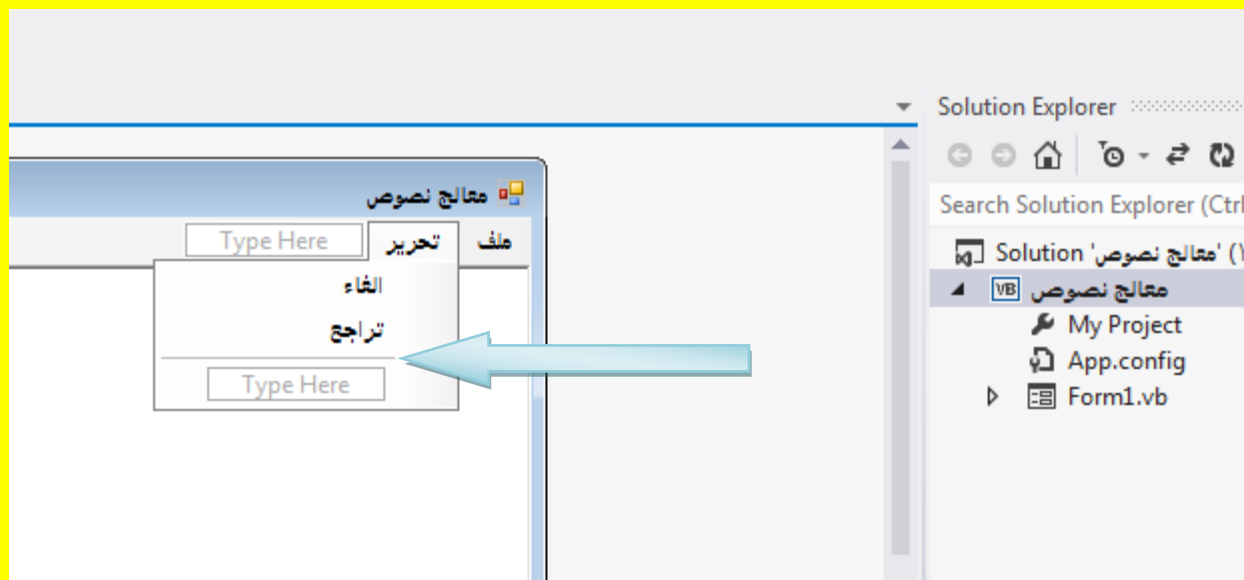 Solution Explorer
Search Solution Explorer (Ctrl
Solution 'معالج نصوص' (
VB معالج نصوص
My Project
App.config
Form1.vb
معالج نصوص
ملف تحرير Type Here
الغاء
تراجع
Type Here